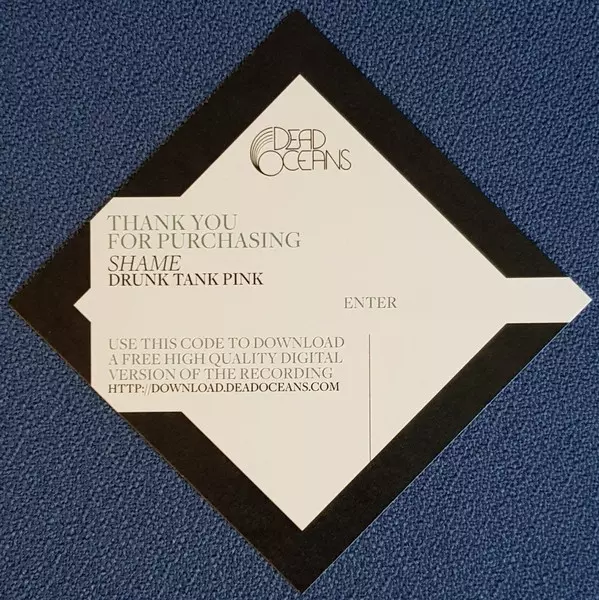 DEAD
OCEANS
THANK YOU
FOR PURCHASING
SHAME
DRUNK TANK PINK
ENTER
USE THIS CODE TO DOWNLOAD
A FREE HIGH QUALITY DIGITAL
VERSION OF THE RECORDING
HTTP://DOWNLOAD.DEADOCEANS.COM